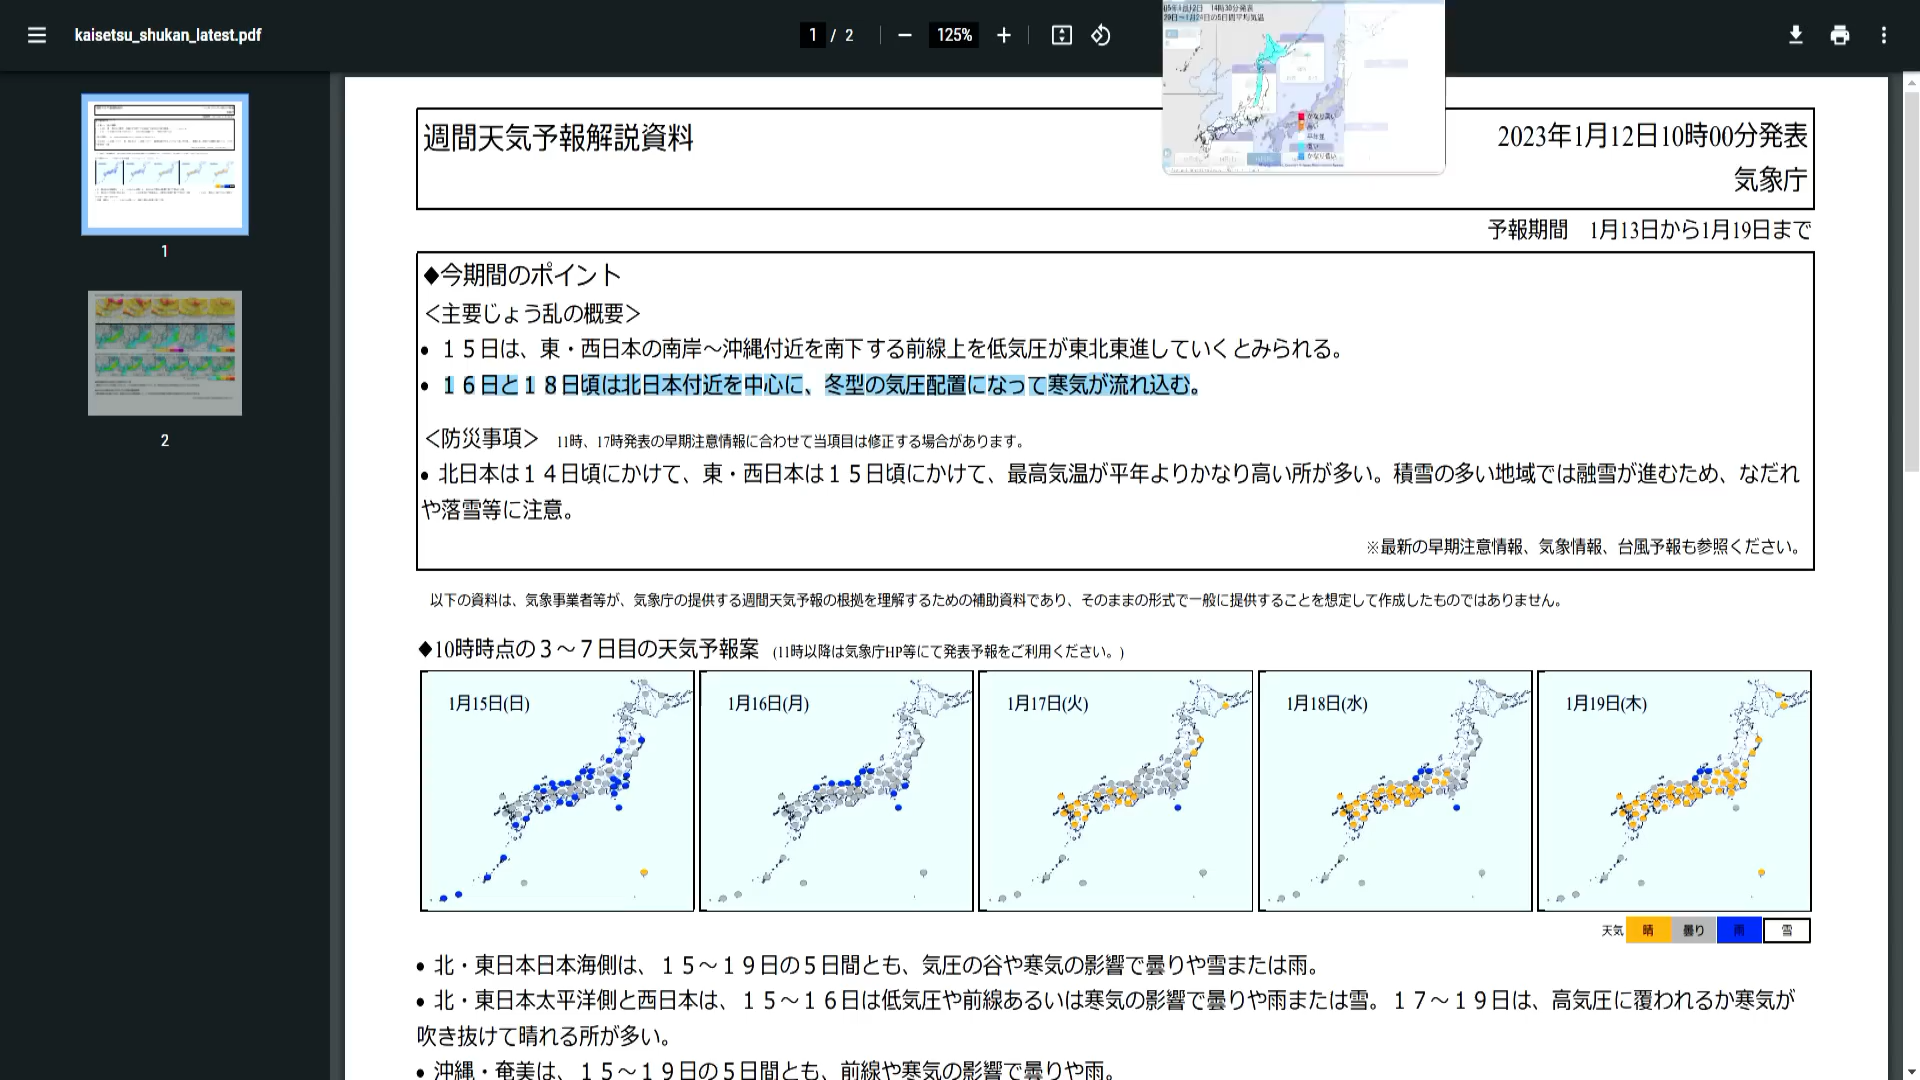 kaisetsu_shukan_latest.pdf
1 / 2
125%
週間天気予報解説資料
2023年1月12日10時00分発表
気象庁
予報期間　1月13日から1月19日まで
◆今期間のポイント
＜主要じょう乱の概要＞
• １５日は、東・西日本の南岸～沖縄付近を南下する前線上を低気圧が東北東進していくとみられる。
• １６日と１８日頃は北日本付近を中心に、冬型の気圧配置になって寒気が流れ込む。
＜防災事項＞　11時、17時発表の早期注意情報に合わせて当項目は修正する場合があります。
• 北日本は１４日頃にかけて、東・西日本は１５日頃にかけて、最高気温が平年よりかなり高い所が多い。積雪の多い地域では融雪が進むため、なだれ
や落雪等に注意。
※最新の早期注意情報、気象情報、台風予報も参照ください。
以下の資料は、気象事業者等が、気象庁の提供する週間天気予報の根拠を理解するための補助資料であり、そのままの形式で一般に提供することを想定して作成したものではありません。
◆10時時点の３～７日目の天気予報案　(11時以降は気象庁HP等にて発表予報をご利用ください。)
1月15日(日)
1月16日(月)
1月17日(火)
1月18日(水)
1月19日(木)
天気 晴 曇り 雨 雪
• 北・東日本日本海側は、１５～１９日の５日間とも、気圧の谷や寒気の影響で曇りや雪または雨。
• 北・東日本太平洋側と西日本は、１５～１６日は低気圧や前線あるいは寒気の影響で曇りや雨または雪。１７～１９日は、高気圧に覆われるか寒気が
吹き抜けて晴れる所が多い。
• 沖縄・奄美は、１５～１９日の５日間とも、前線や寒気の影響で曇りや雨。
1
2